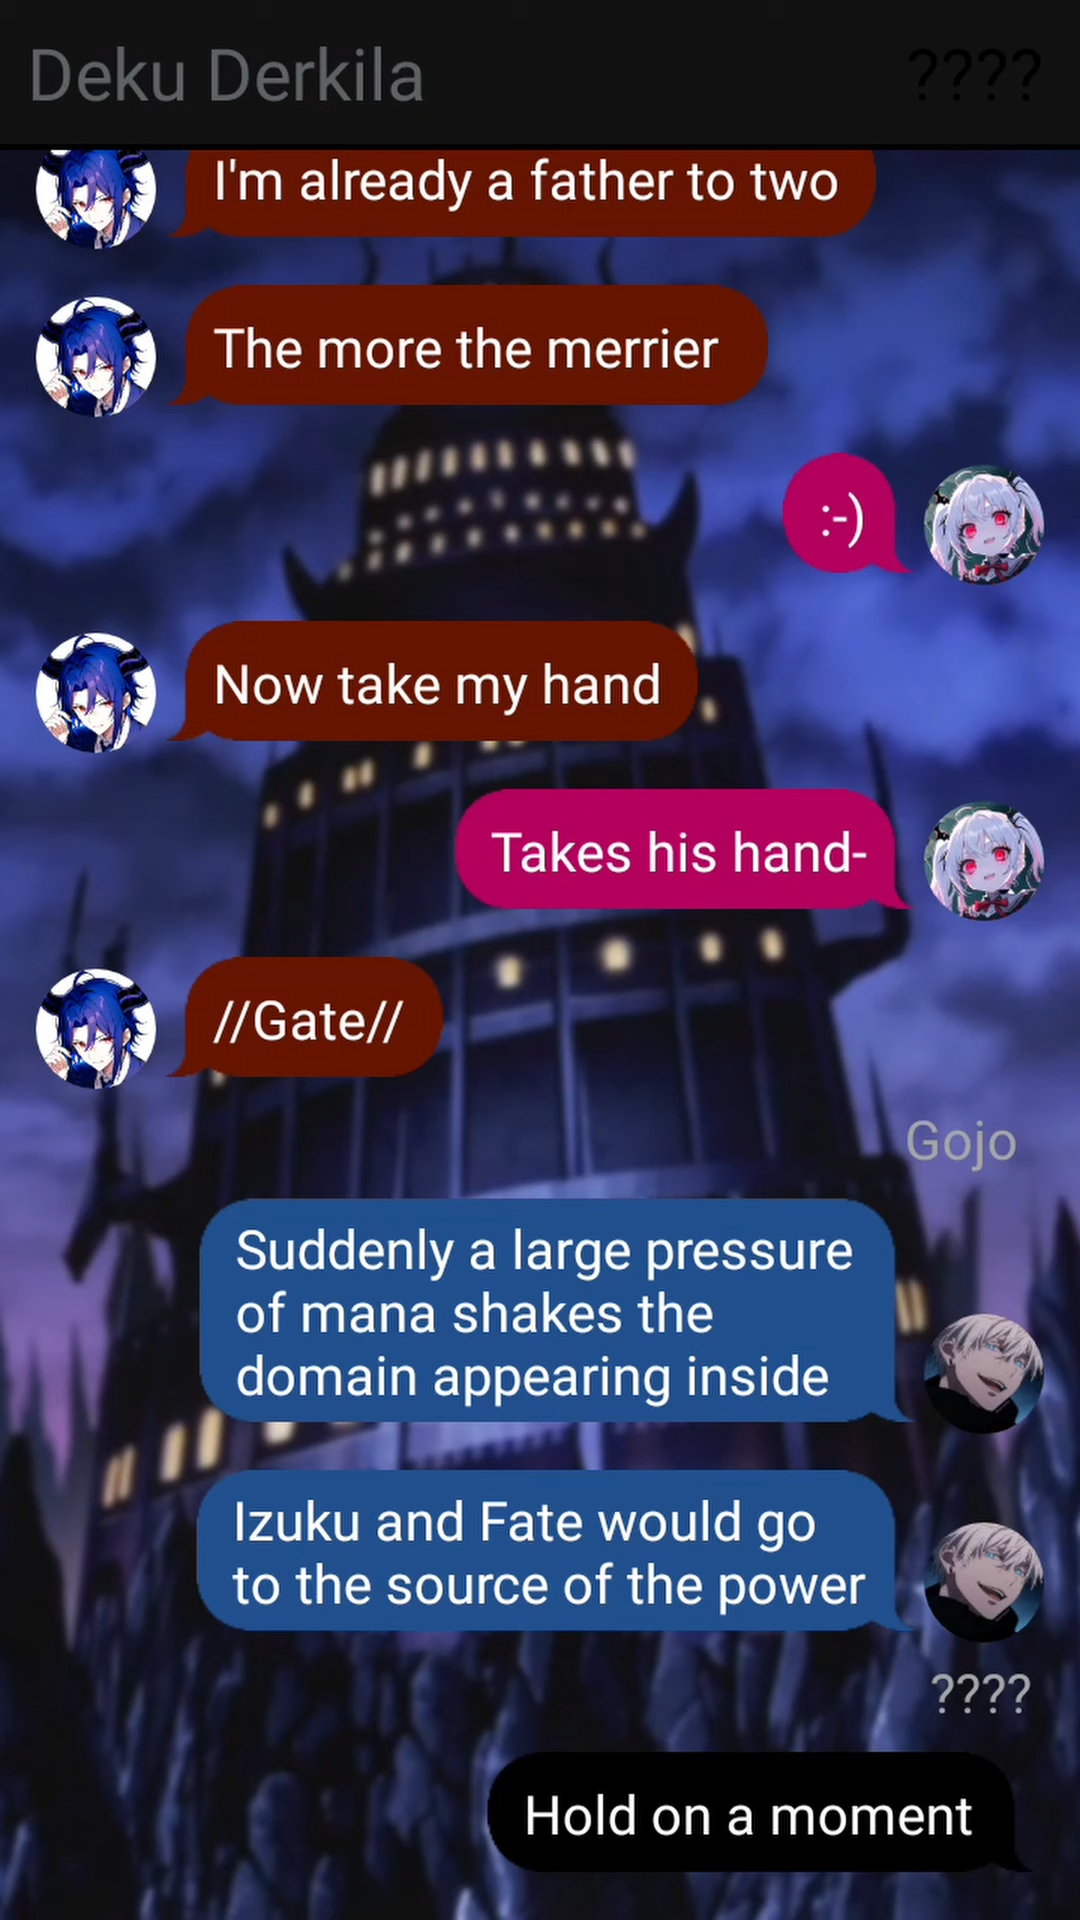 Deku Derkila
????
I'm already a father to two
The more the merrier
:-)
Now take my hand
Takes his hand-
//Gate//
Gojo
Suddenly a large pressure
of mana shakes the
domain appearing inside
Izuku and Fate would go
to the source of the power
????
Hold on a moment